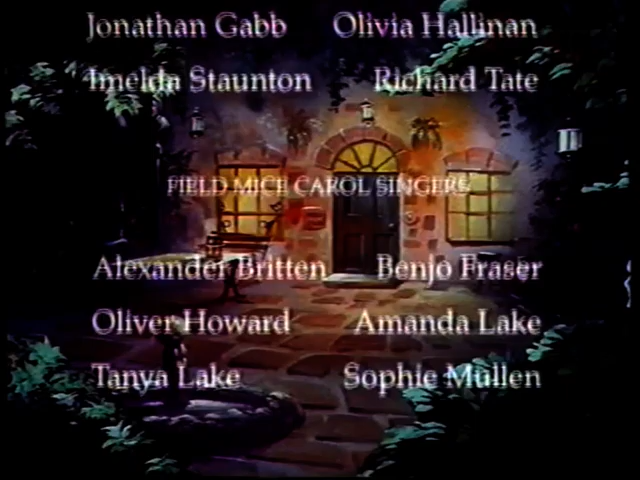 Jonathan Gabb Olivia Hallinan
Imelda Staunton Richard Tate
FIELD MICE CAROL SINGERS
Alexander Britten Benjo Fraser
Oliver Howard Amanda Lake
Tanya Lake Sophie Mullen